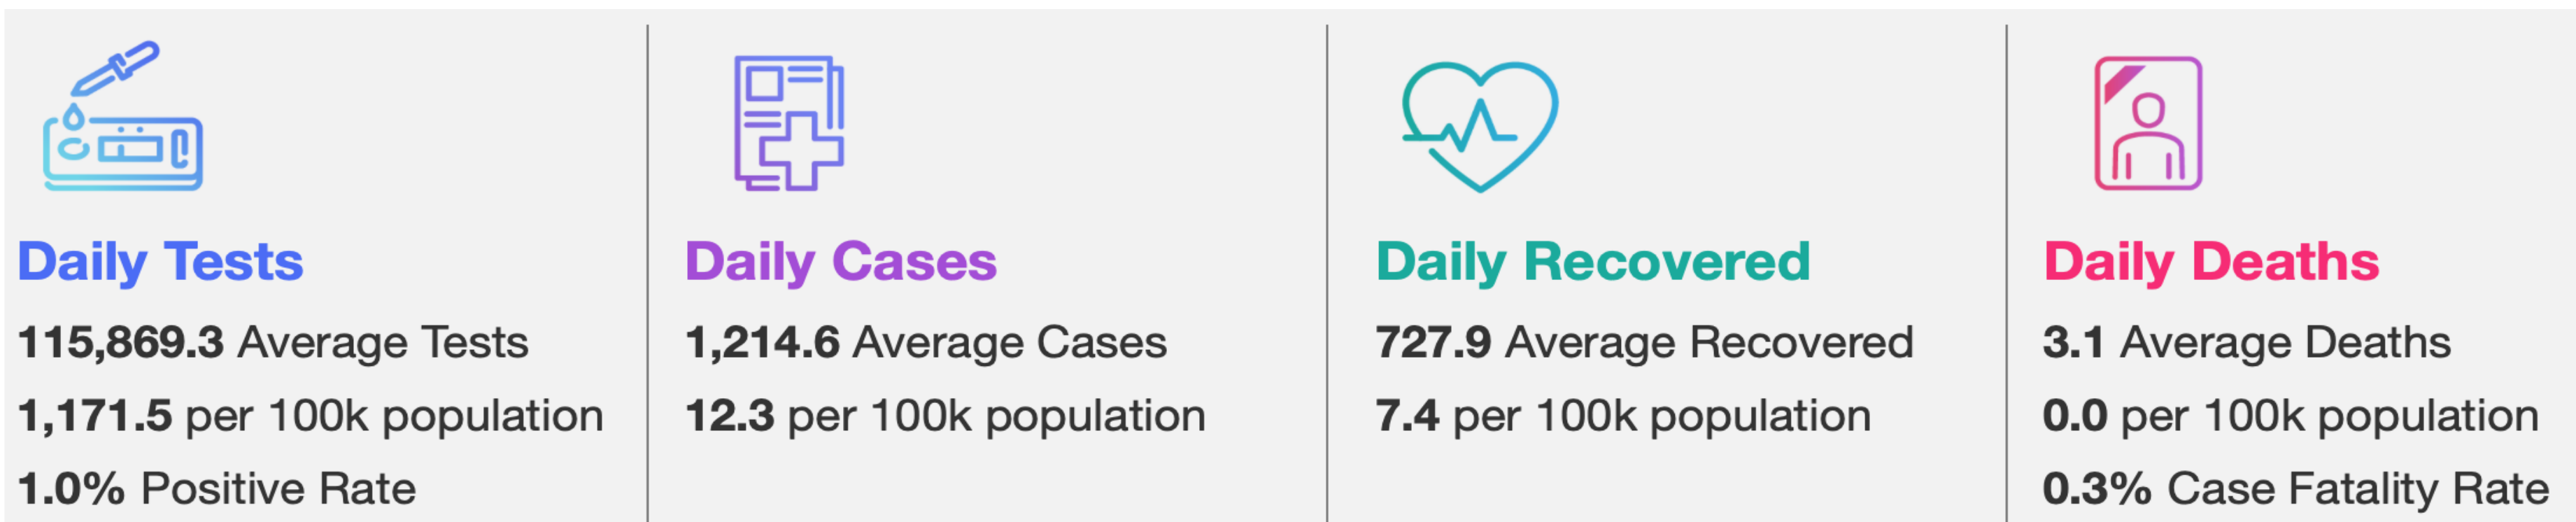 Daily Tests
115,869.3 Average Tests
1,171.5 per 100k population
1.0% Positive Rate
Daily Cases
1,214.6 Average Cases
12.3 per 100k population
Daily Recovered
727.9 Average Recovered
7.4 per 100k population
Daily Deaths
3.1 Average Deaths
0.0 per 100k population
0.3% Case Fatality Rate